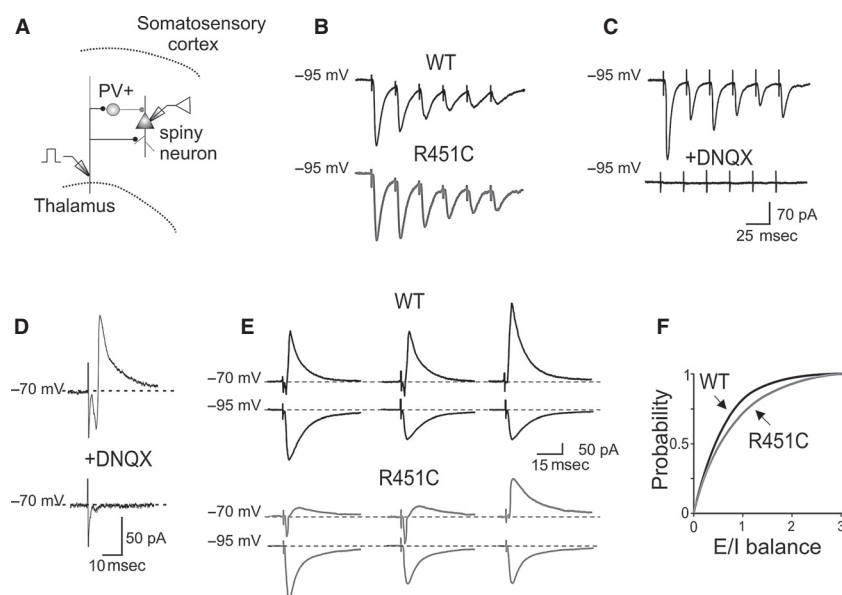 A
Somatosensory
cortex
PV+
spiny
neuron
Thalamus
B
WT
–95 mV
R451C
–95 mV
C
–95 mV
+DNQX
–95 mV
70 pA
25 msec
D
–70 mV
+DNQX
–70 mV
50 pA
10 msec
E
WT
–70 mV
–95 mV
50 pA
15 msec
R451C
–70 mV
–95 mV
F
1
WT
R451C
0.5
0
0 1 2 3
Probability
E/I balance